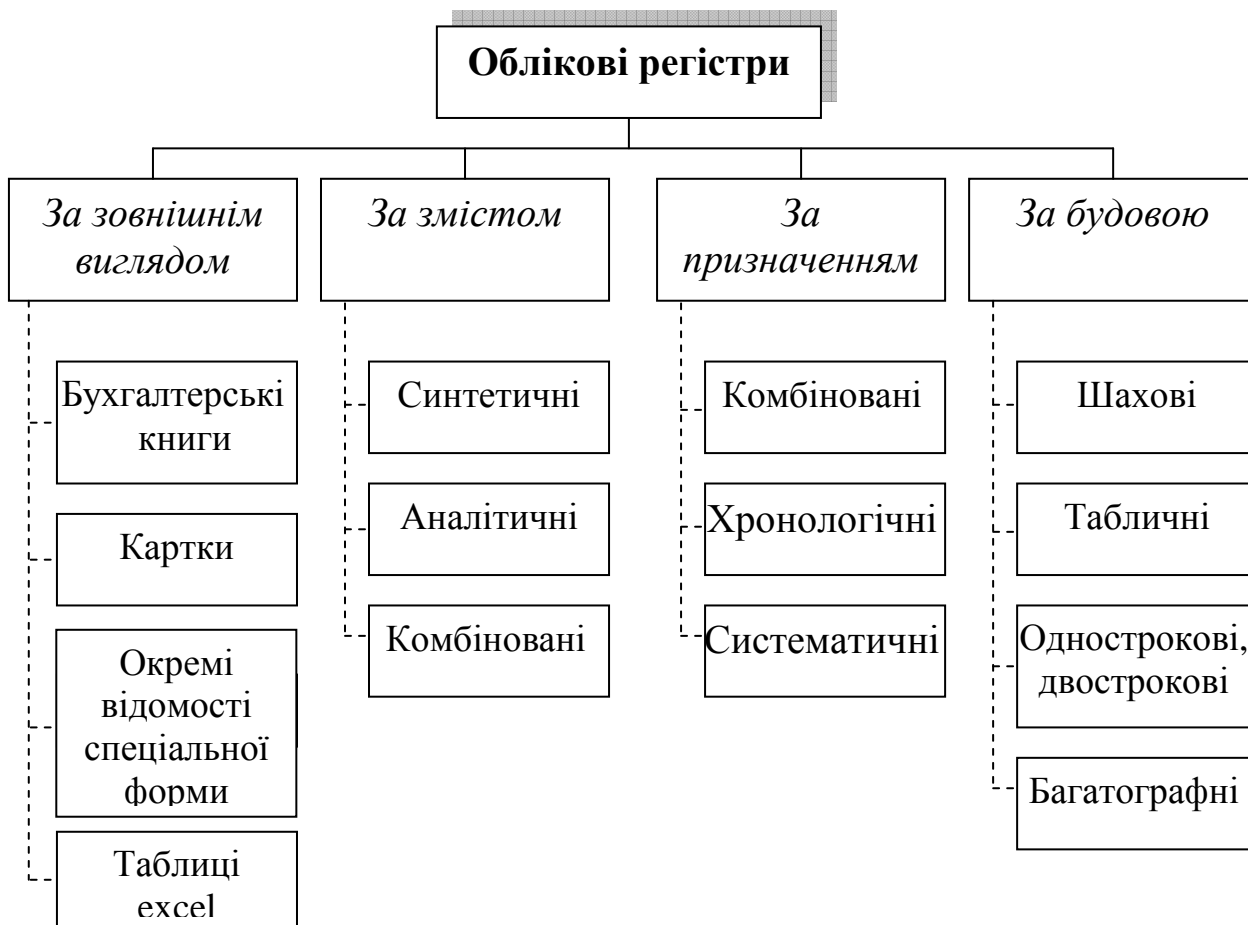 Облікові регістри
За зовнішнім
виглядом
Бухгалтерські
книги
Картки
Окремі
відомості
спеціальної
форми
Таблиці
excel
За змістом
Синтетичні
Аналітичні
Комбіновані
За
призначенням
Комбіновані
Хронологічні
Систематичні
За будовою
Шахові
Табличні
Однострокові,
двострокові
Багатографні